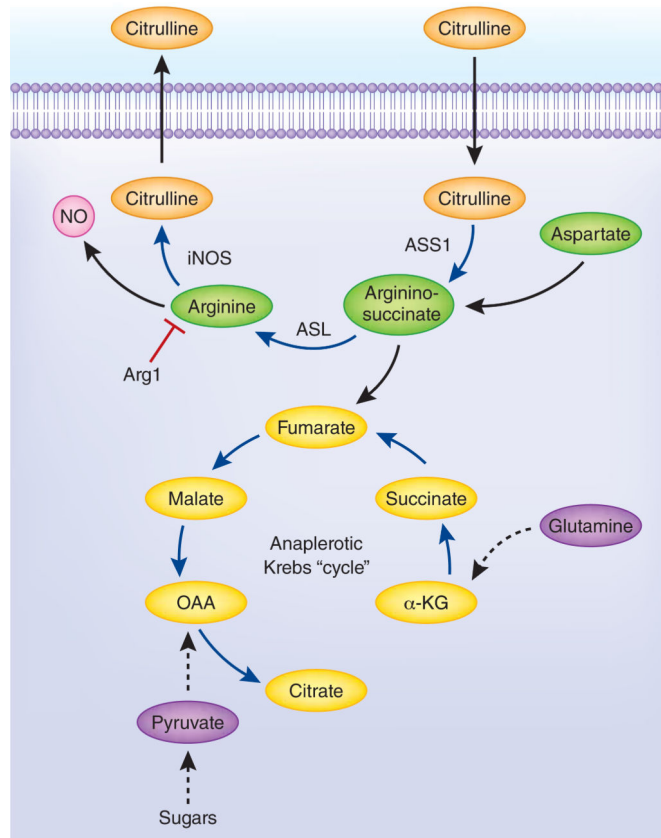 Citrulline
Citrulline
Citrulline
Citrulline
NO
ASS1
Aspartate
iNOS
Arginine
Arginino-
succinate
ASL
Arg1
Fumarate
Malate
Succinate
Glutamine
Anaplerotic
Krebs “cycle”
OAA
α-KG
Citrate
Pyruvate
Sugars